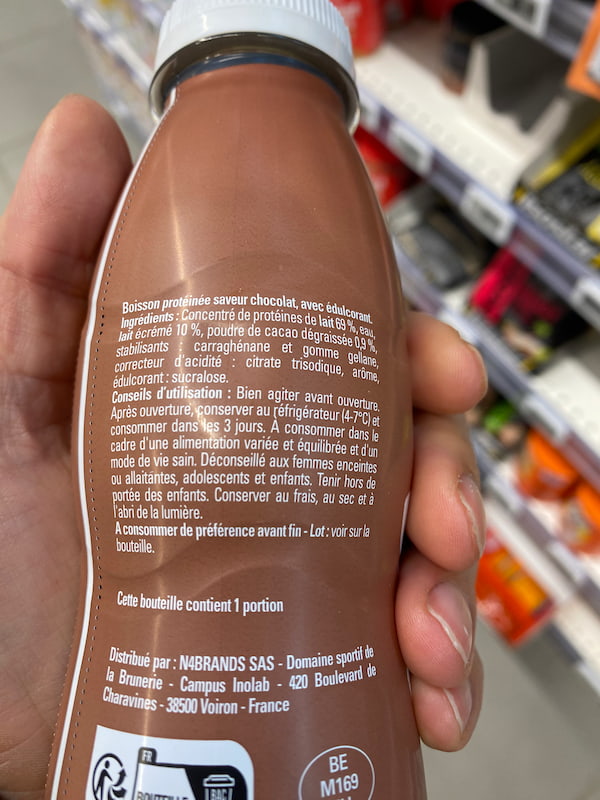 Boisson protéinée saveur chocolat, avec édulcorant.
Ingrédients : Concentré de protéines de lait 69 %, eau,
lait écrémé 10 %, poudre de cacao dégraissée 0,9 %,
stabilisants : carraghénane et gomme gellane,
correcteur d'acidité : citrate trisodique, arôme,
édulcorant : sucralose.
Conseils d'utilisation : Bien agiter avant ouverture.
Après ouverture, conserver au réfrigérateur (4-7°C) et
consommer dans les 3 jours. À consommer dans le
cadre d'une alimentation variée et équilibrée et d'un
mode de vie sain. Déconseillé aux femmes enceintes
ou allaitantes, adolescents et enfants. Tenir hors de
portée des enfants. Conserver au frais, au sec et à
l'abri de la lumière.
A consommer de préférence avant fin - Lot : voir sur la
bouteille.
Cette bouteille contient 1 portion
Distribué par : N4BRANDS SAS - Domaine sportif de
la Brunerie - Campus Inolab - 420 Boulevard de
Charavines - 38500 Voiron - France
FR
BOUTEILLE
BAC
BE
M169